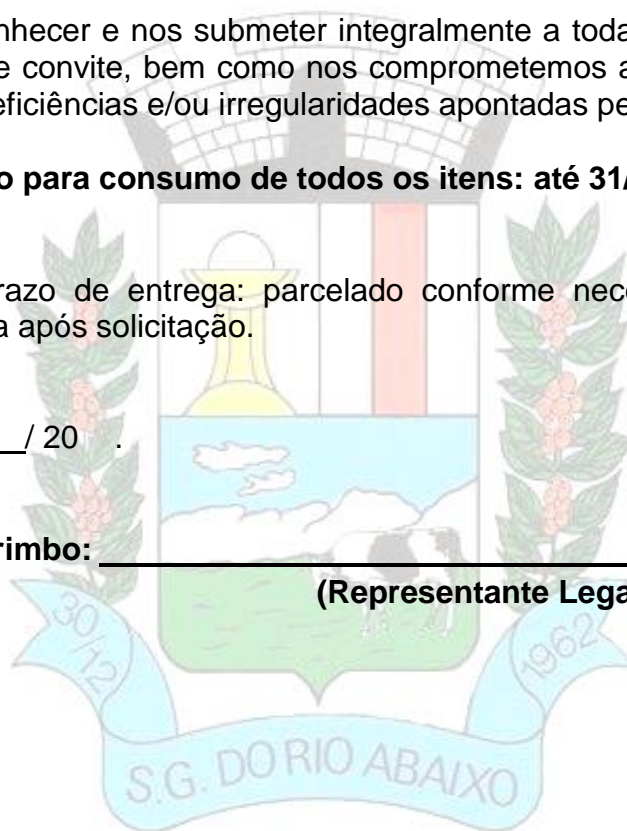 nhecer e nos submeter integralmente a toda
e convite, bem como nos comprometemos a
eficiências e/ou irregularidades apontadas pe
o para consumo de todos os itens: até 31/
razo de entrega: parcelado conforme nec
a após solicitação.
/ 20 .
rimbo:
(Representante Lega
30/12
1962
S.G. DO RIO ABAIXO